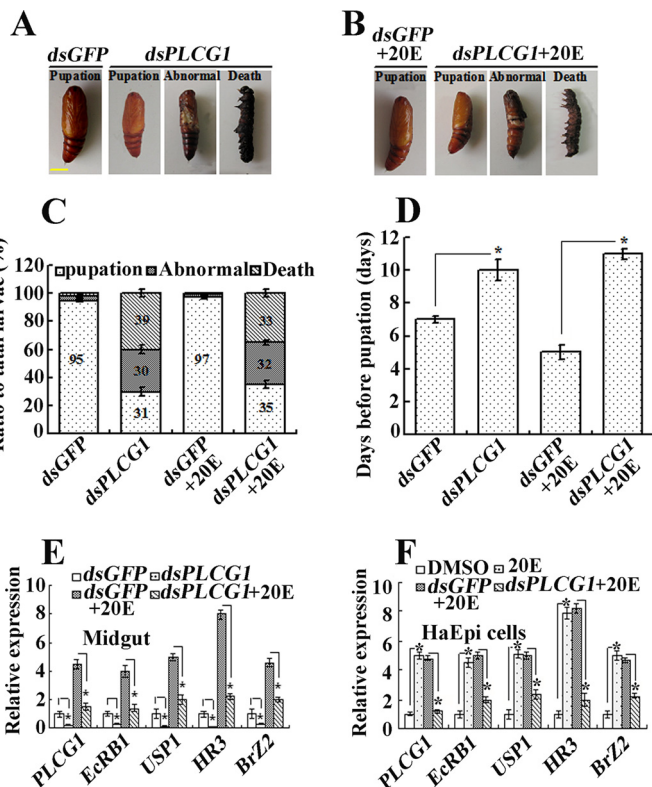 A
dsGFP dsPLCG1
Pupation Pupation Abnormal Death
B
dsGFP
+20E dsPLCG1+20E
Pupation Pupation Abnormal Death
C
Ratio to total larvae (%)
120
100
80
60
40
20
0
pupation Abnormal Death
95 31 30 39 97 35 32 33
dsGFP dsPLCG1 dsGFP
+20E dsPLCG1
+20E
D
Days before pupation (days)
12
10
8
6
4
2
0
* *
dsGFP dsPLCG1 dsGFP
+20E dsPLCG1
+20E
E
Relative expression
10
8
6
4
2
0
dsGFP dsPLCG1
dsGFP
+20E dsPLCG1+20E
Midgut
* * * * * * * * * *
PLCG1 EcRB1 USP1 HR3 BrZ2
F
Relative expression
10
8
6
4
2
0
DMSO 20E
dsGFP
+20E dsPLCG1+20E
HaEpi cells
* * * * * * * * * *
PLCG1 EcRB1 USP1 HR3 BrZ2